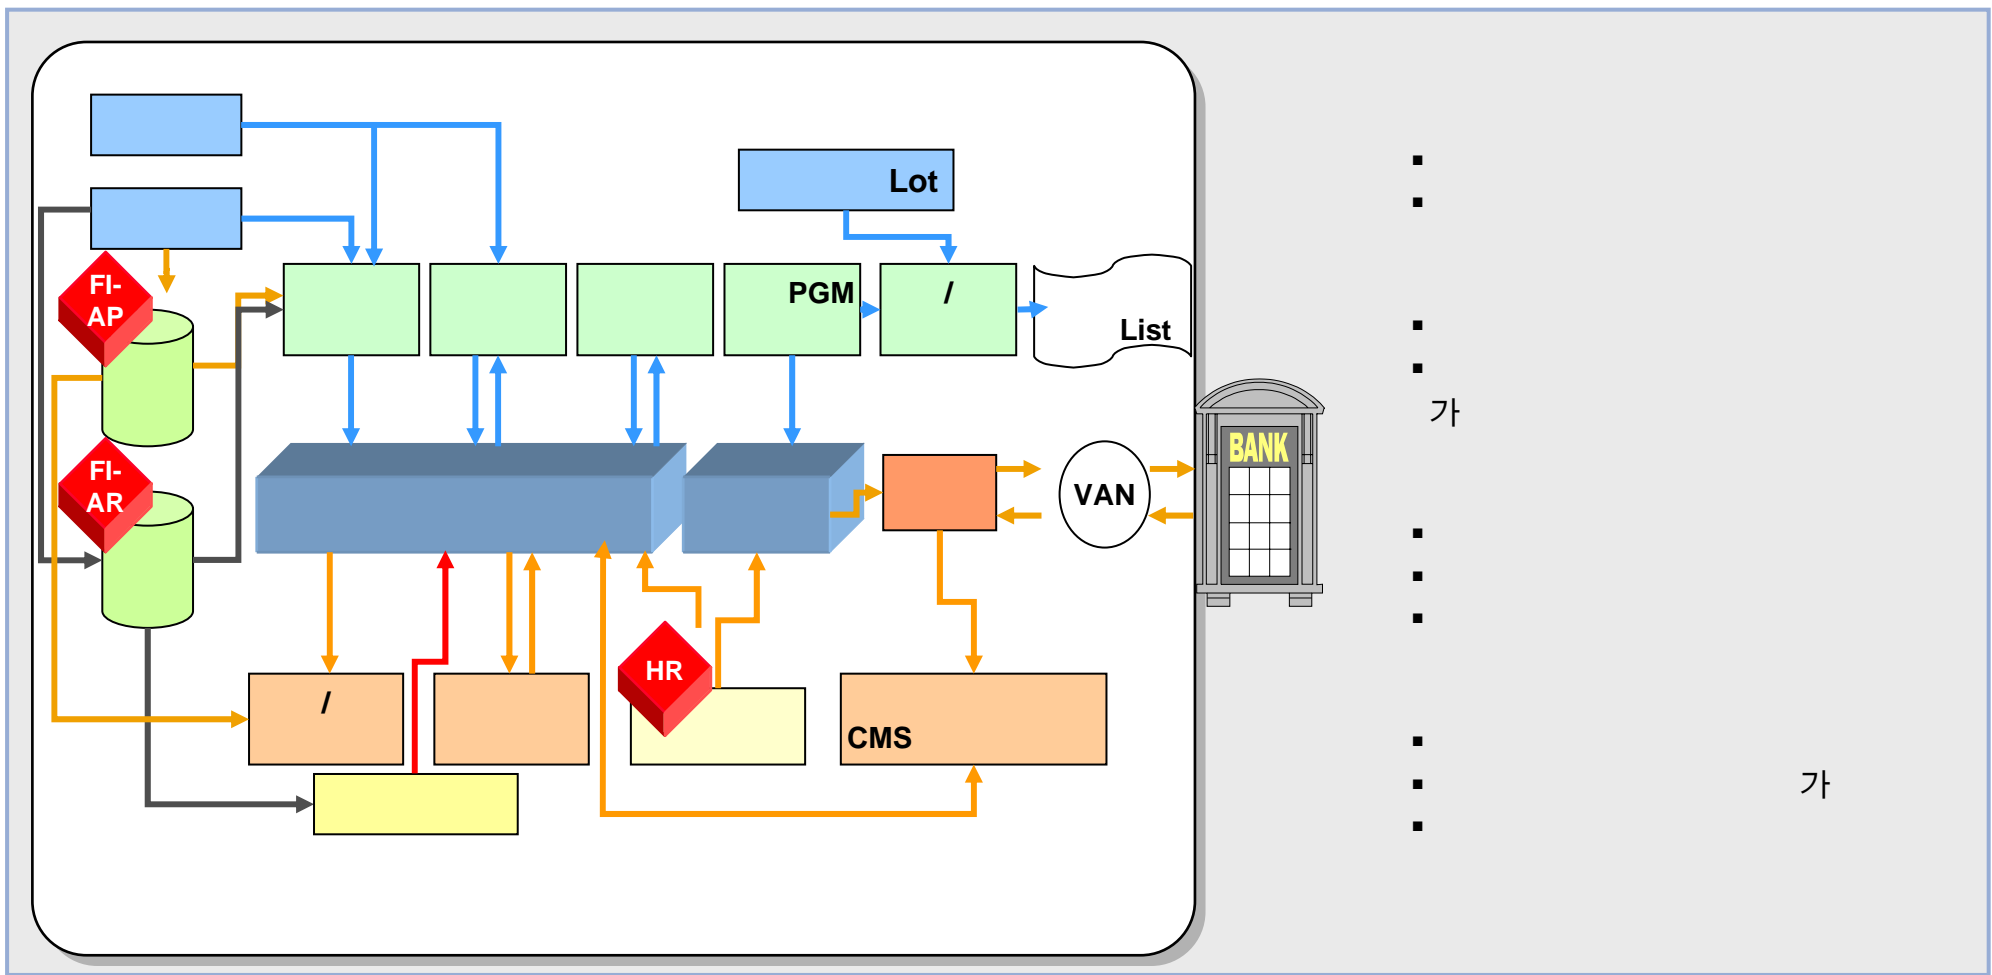 Lot
FI-
AP
PGM
/
List
가
BANK
FI-
AR
VAN
HR
/
CMS
가